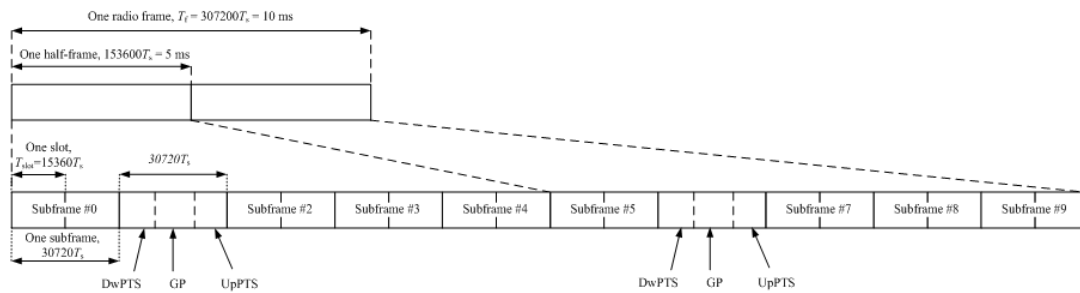 One radio frame, Tf = 307200Ts = 10 ms
One half-frame, 153600Ts = 5 ms
One slot,
Tslot=15360Ts
30720Ts
Subframe #0
Subframe #2
Subframe #3
Subframe #4
Subframe #5
Subframe #7
Subframe #8
Subframe #9
One subframe,
30720Ts
DwPTS
GP
UpPTS
DwPTS
GP
UpPTS